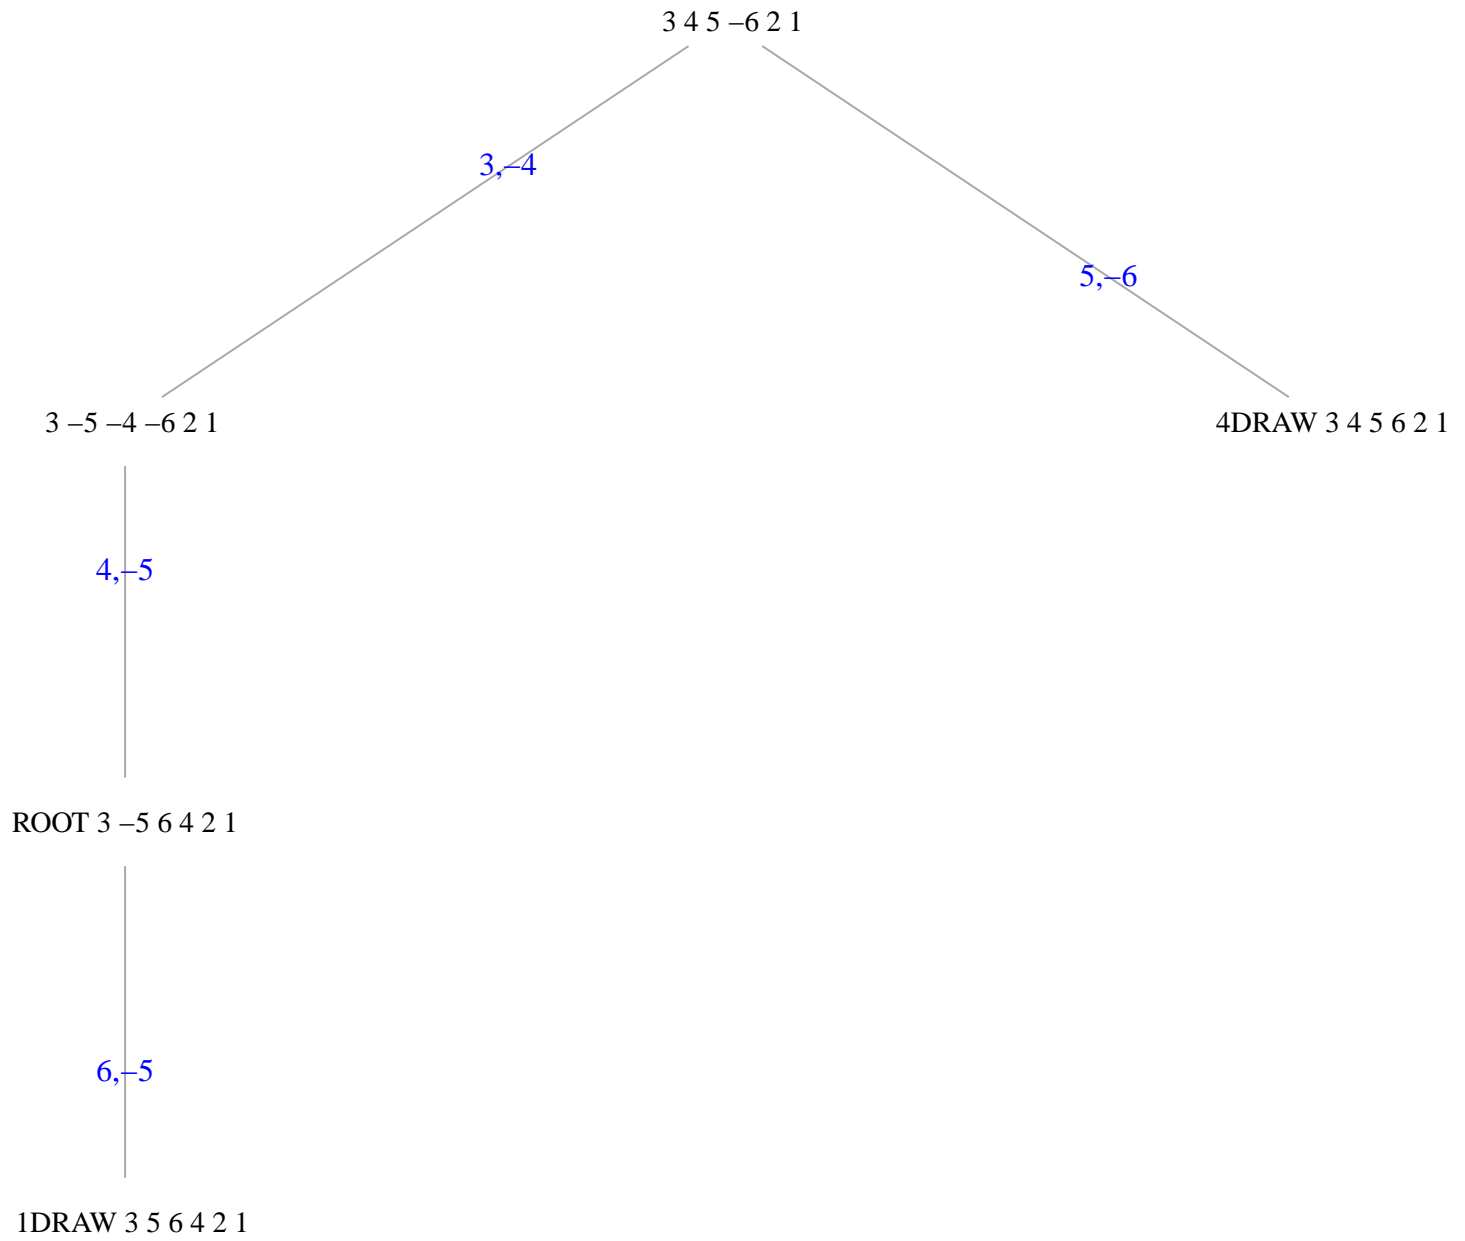 3 4 5 –6 2 1
3,–4
5,–6
3 –5 –4 –6 2 1
4DRAW 3 4 5 6 2 1
4,–5
ROOT 3 –5 6 4 2 1
6,–5
1DRAW 3 5 6 4 2 1